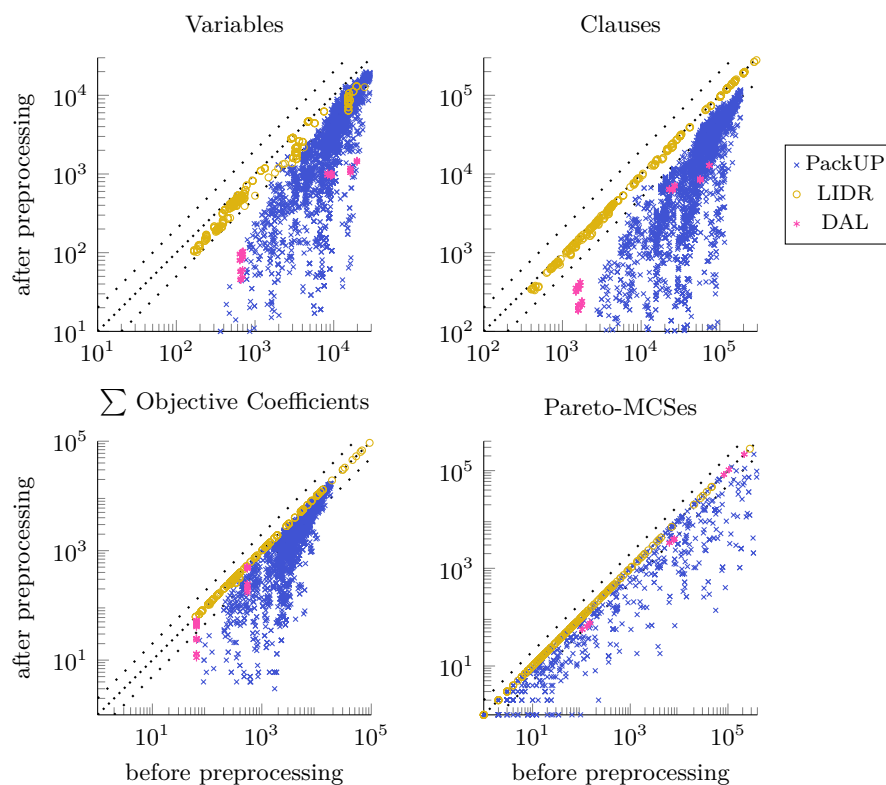 Variables
Clauses
after preprocessing
10^4
10^3
10^2
10^1
10^1
10^2
10^3
10^4
10^5
10^4
10^3
10^2
10^2
10^3
10^4
10^5
PackUP
LIDR
DAL
∑ Objective Coefficients
Pareto-MCSes
after preprocessing
10^5
10^3
10^1
10^1
10^3
10^5
before preprocessing
10^5
10^3
10^1
10^1
10^3
10^5
before preprocessing